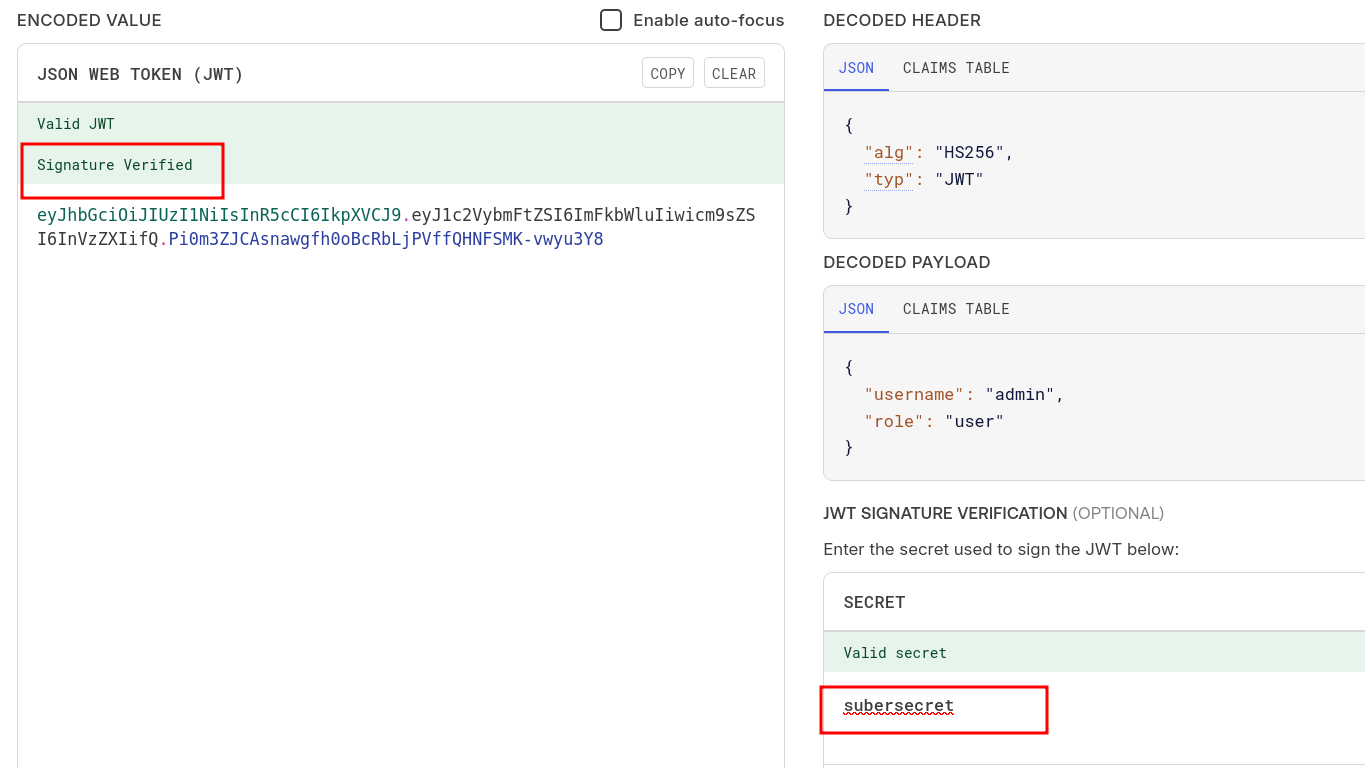 ENCODED VALUE
Enable auto-focus
JSON WEB TOKEN (JWT)
COPY
CLEAR
Valid JWT
Signature Verified
eyJhbGciOiJIUzI1NiIsInR5cCI6IkpXVCJ9.eyJ1c2VybmFtZSI6ImFkbWluIiwicm9sZS
I6InVzZXIifQ.Pi0m3ZJCAsnawgfh0oBcRbLjPVffQHNFSMK-vwyu3Y8
DECODED HEADER
JSON
CLAIMS TABLE
{
"alg": "HS256",
"typ": "JWT"
}
DECODED PAYLOAD
JSON
CLAIMS TABLE
{
"username": "admin",
"role": "user"
}
JWT SIGNATURE VERIFICATION (OPTIONAL)
Enter the secret used to sign the JWT below:
SECRET
Valid secret
subersecret